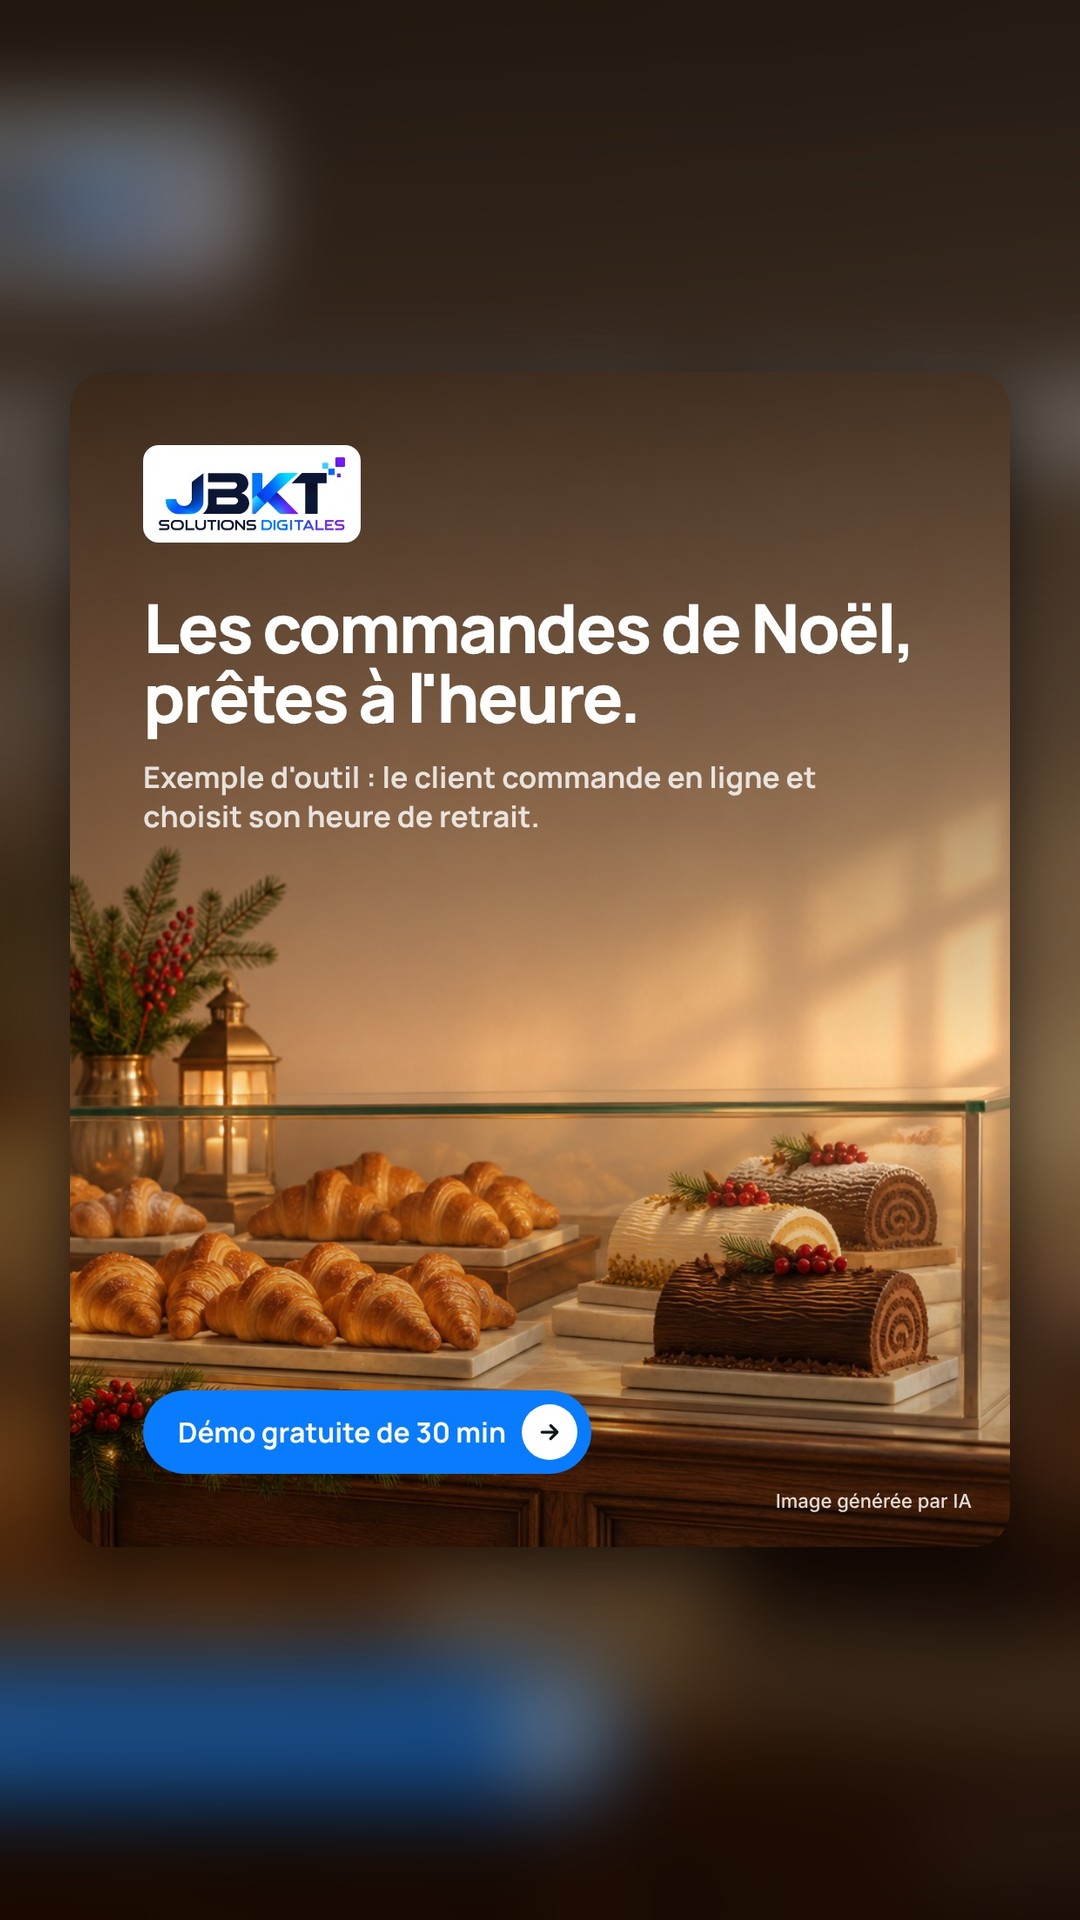 JBKT
SOLUTIONS DIGITALES
Les commandes de Noël,
prêtes à l'heure.
Exemple d'outil : le client commande en ligne et
choisit son heure de retrait.
Démo gratuite de 30 min
Image générée par IA